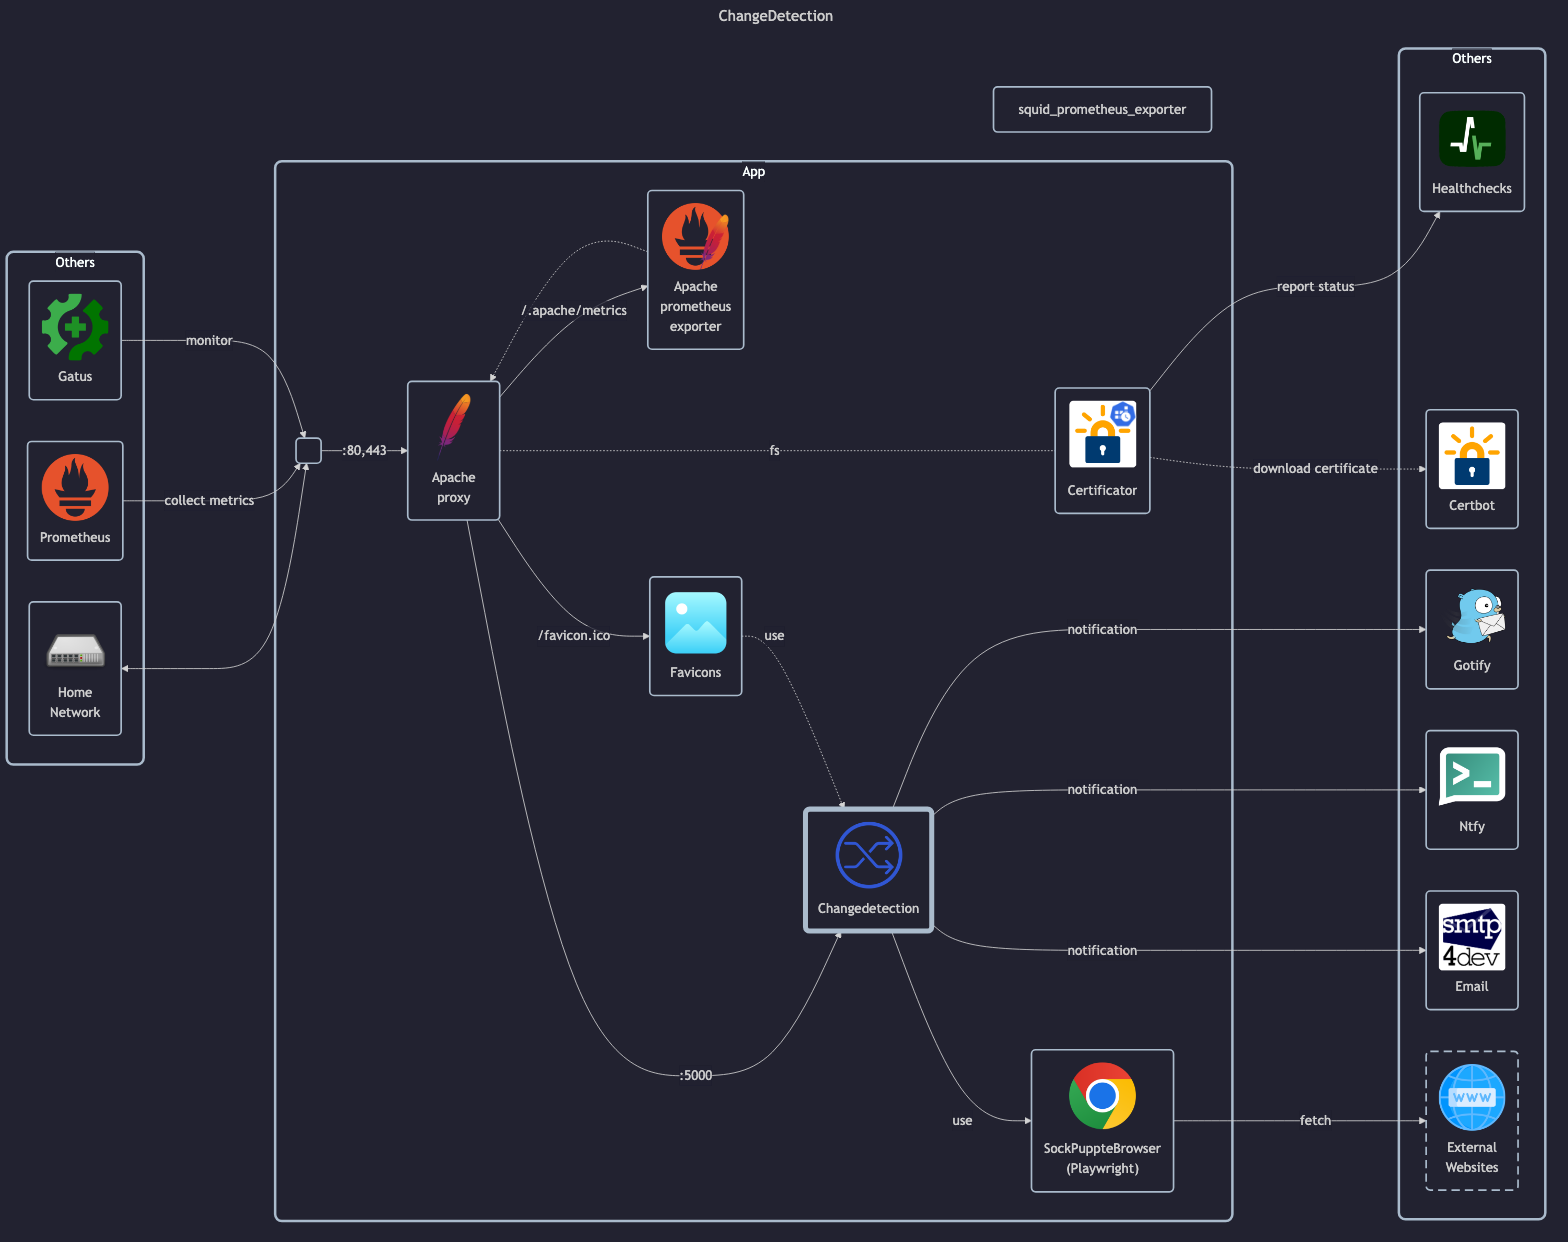 ChangeDetection
Others
Healthchecks
squid_prometheus_exporter
App
Apache
prometheus
exporter
/.apache/metrics
report status
Others
Gatus
monitor
Prometheus
collect metrics
Home
Network
:80,443
Apache
proxy
fs
Certificator
download certificate
Certbot
/favicon.ico
Favicons
use
notification
Gotify
notification
>_
Ntfy
Changedetection
notification
smtp
4dev
Email
:5000
use
SockPuppteBrowser
(Playwright)
fetch
WWW
External
Websites